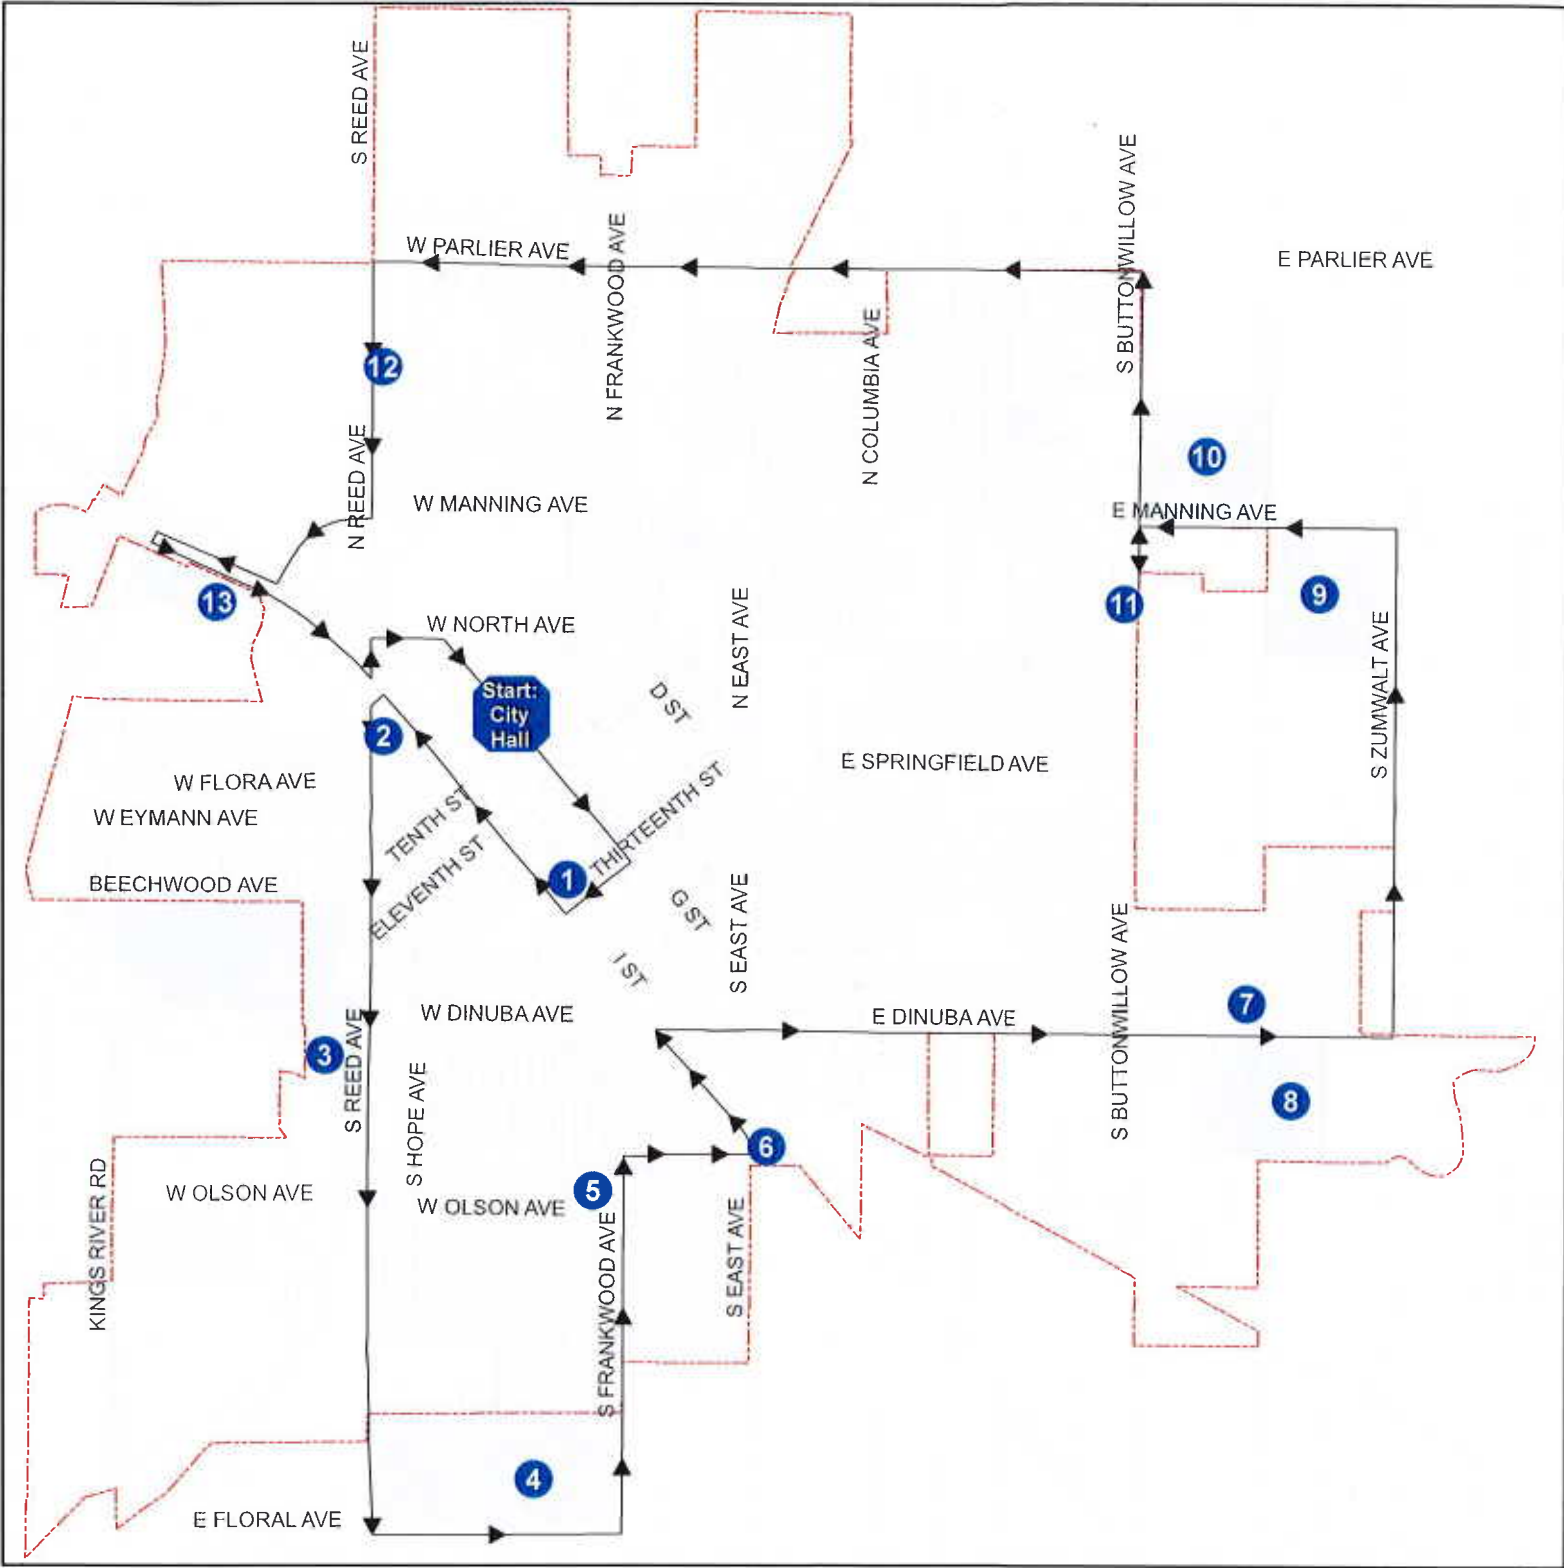 S REED AVE
S BUTTONWILLOW AVE
N FRANKWOOD AVE
W PARLIER AVE
E PARLIER AVE
N COLUMBIA AVE
12
N REED AVE
10
W MANNING AVE
E MANNING AVE
13
11
9
W NORTH AVE
N EAST AVE
S ZUMWALT AVE
Start:
City
Hall
D ST
2
E SPRINGFIELD AVE
W FLORA AVE
W EYMANN AVE
TENTH ST
THIRTEENTH ST
BEECHWOOD AVE
ELEVENTH ST
1
G ST
S EAST AVE
I ST
S BUTTONWILLOW AVE
W DINUBA AVE
E DINUBA AVE
7
3
S REED AVE
S HOPE AVE
8
6
KINGS RIVER RD
W OLSON AVE
W OLSON AVE
5
S FRANKWOOD AVE
S EAST AVE
4
E FLORAL AVE